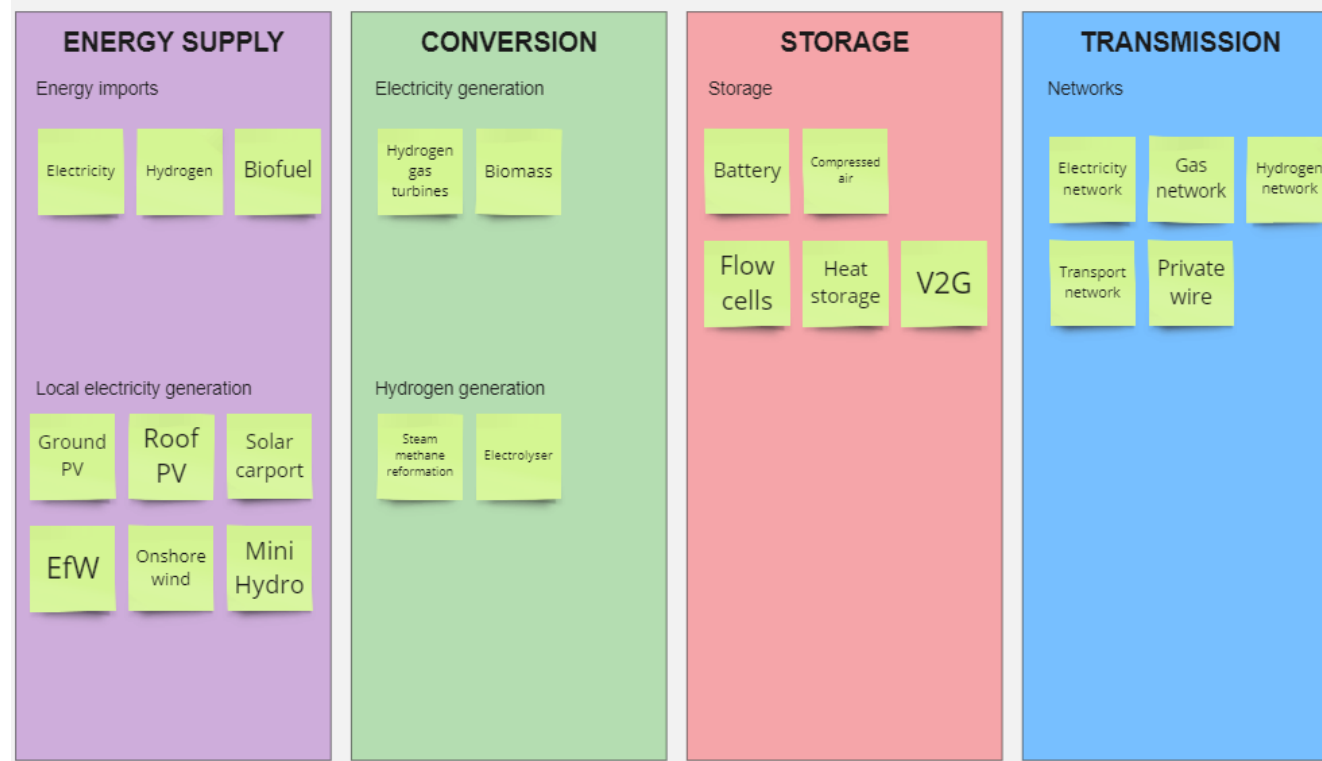 ENERGY SUPPLY
Energy imports
Electricity
Hydrogen
Biofuel
Local electricity generation
Ground
PV
Roof
PV
Solar
carport
EfW
Onshore
wind
Mini
Hydro
CONVERSION
Electricity generation
Hydrogen
gas
turbines
Biomass
Hydrogen generation
Steam
methane
reformation
Electrolyser
STORAGE
Storage
Battery
Compressed
air
Flow
cells
Heat
storage
V2G
TRANSMISSION
Networks
Electricity
network
Gas
network
Hydrogen
network
Transport
network
Private
wire